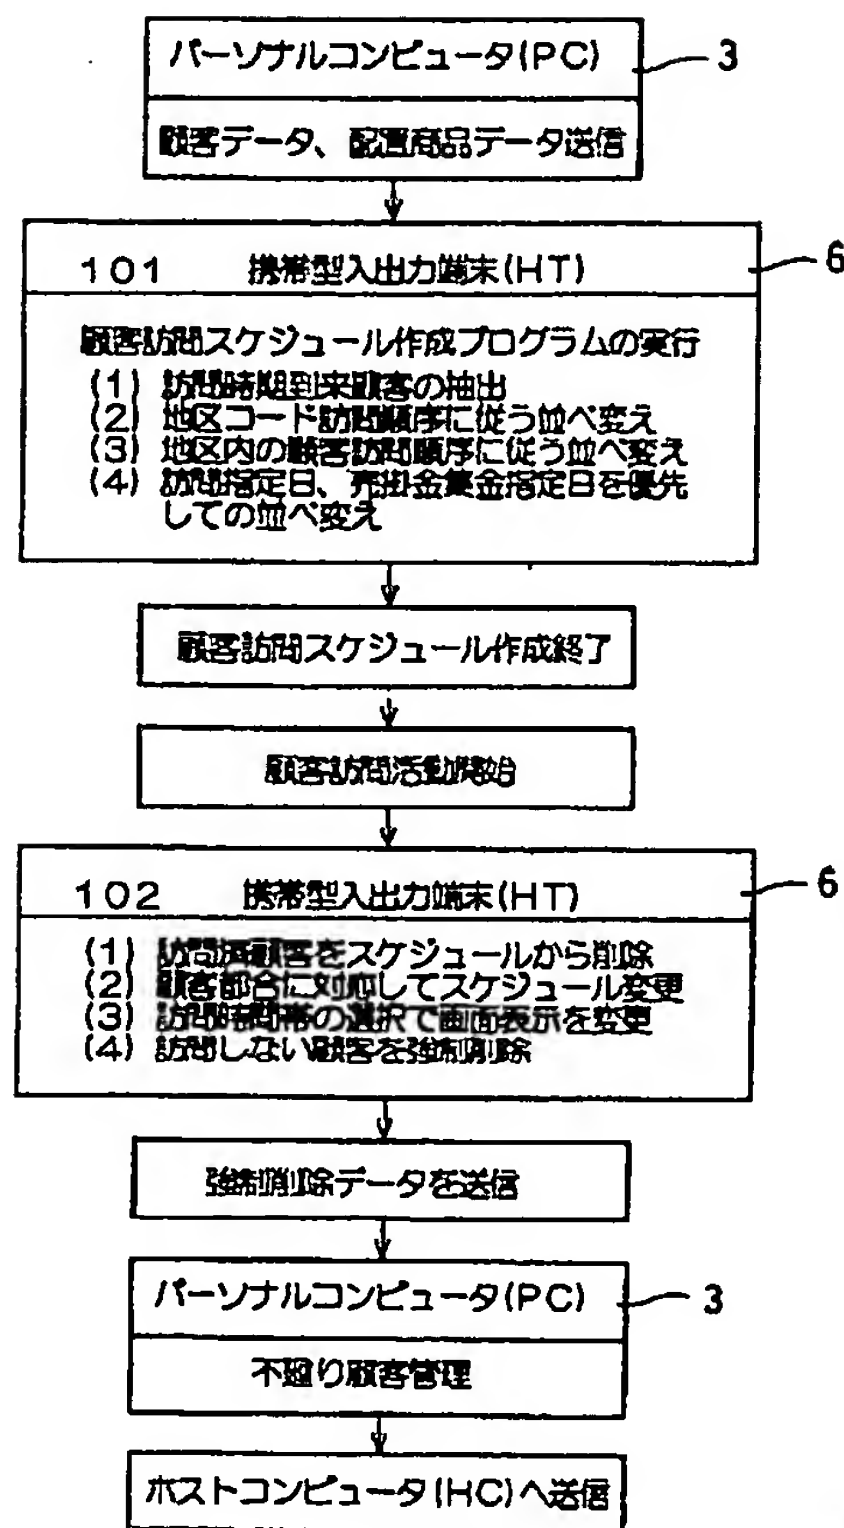 パーソナルコンピュータ(PC)
3
顧客データ、配置商品データ送信
101 携帯型入出力端末(HT)
6
顧客訪問スケジュール作成プログラムの実行
(1) 訪問時期到来顧客の抽出
(2) 地区コード訪問順序に従う並べ変え
(3) 地区内の顧客訪問順序に従う並べ変え
(4) 訪問指定日、売掛金集金指定日を優先
しての並べ変え
顧客訪問スケジュール作成終了
顧客訪問活動開始
102 携帯型入出力端末(HT)
6
(1) 訪問済顧客をスケジュールから削除
(2) 顧客都合に対応してスケジュール変更
(3) 訪問時間帯の選択で画面表示を変更
(4) 訪問しない顧客を強制削除
強制削除データを送信
パーソナルコンピュータ(PC)
3
不廻り顧客管理
ホストコンピュータ(HC)へ送信